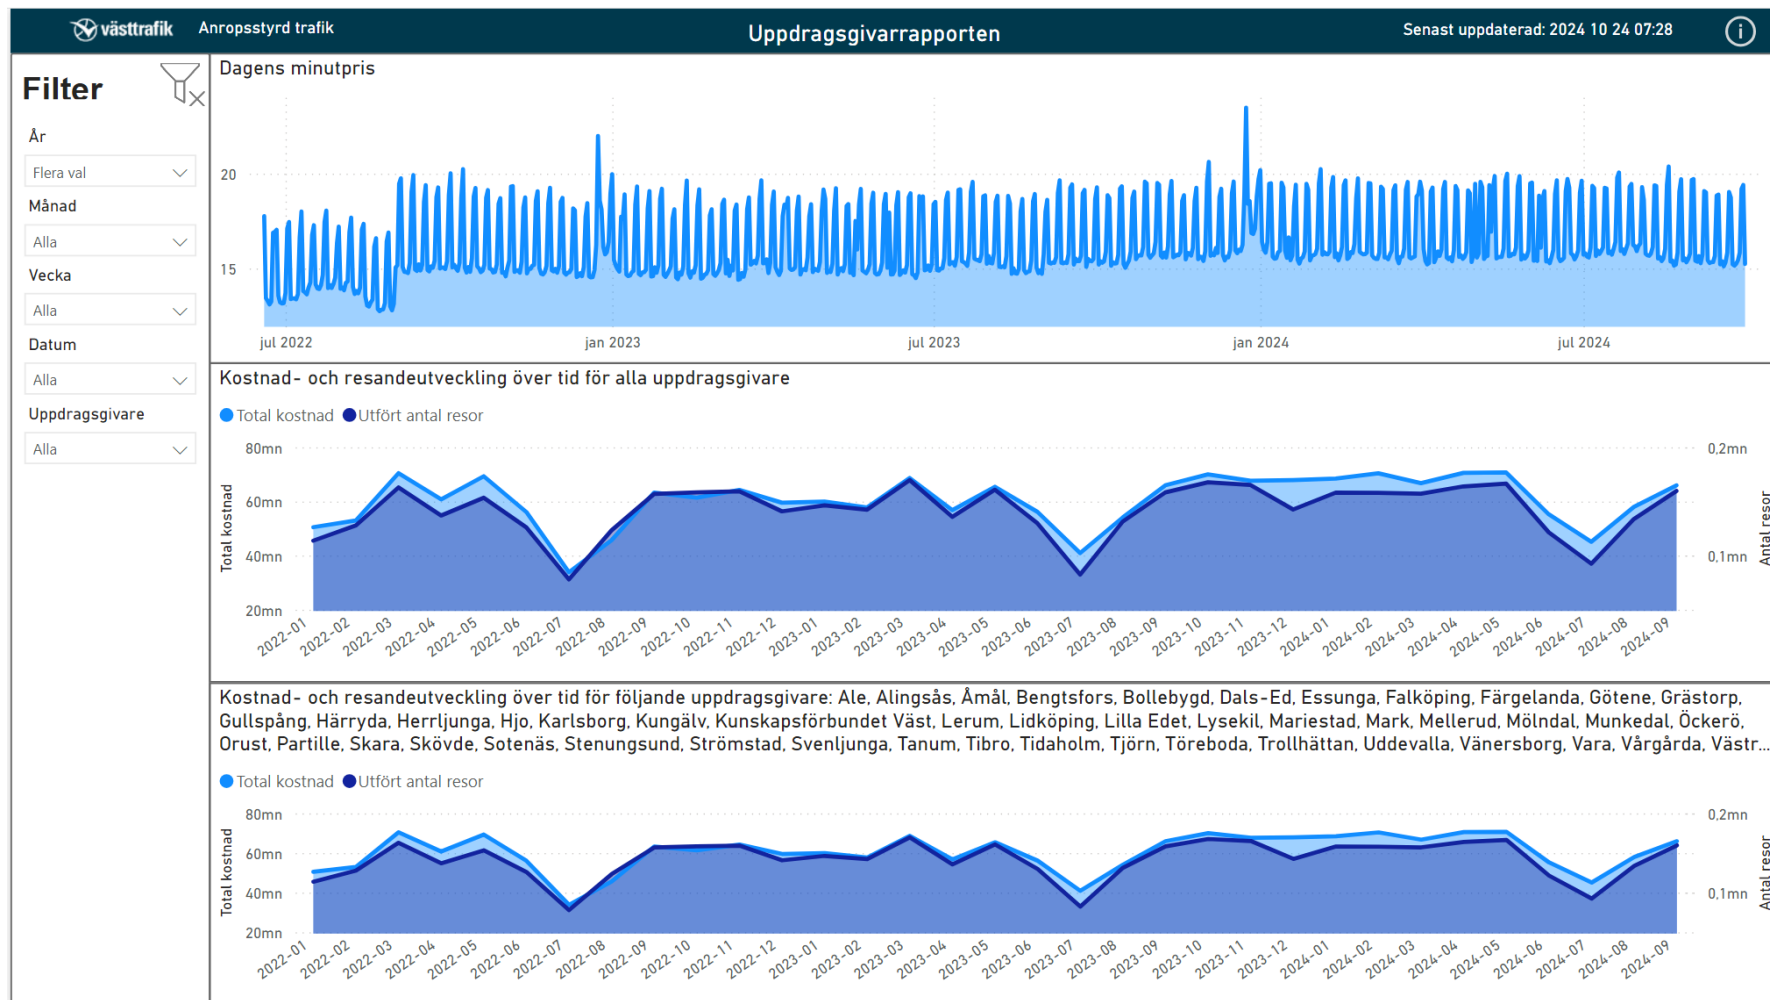 västtrafik Anropsstyrd trafik
Uppdragsgivarrapporten
Senast uppdaterad: 2024 10 24 07:28
i
Filter
År
Flera val
Månad
Alla
Vecka
Alla
Datum
Alla
Uppdragsgivare
Alla
Dagens minutpris
20
15
jul 2022 jan 2023 jul 2023 jan 2024 jul 2024
Kostnad- och resandeutveckling över tid för alla uppdragsgivare
Total kostnad Utfört antal resor
80mn
60mn
40mn
20mn
Total kostnad
0,2mn
0,1mn
Antal resor
2022-01 2022-02 2022-03 2022-04 2022-05 2022-06 2022-07 2022-08 2022-09 2022-10 2022-11 2022-12 2023-01 2023-02 2023-03 2023-04 2023-05 2023-06 2023-07 2023-08 2023-09 2023-10 2023-11 2023-12 2024-01 2024-02 2024-03 2024-04 2024-05 2024-06 2024-07 2024-08 2024-09
Kostnad- och resandeutveckling över tid för följande uppdragsgivare: Ale, Alingsås, Åmål, Bengtsfors, Bollebygd, Dals-Ed, Essunga, Falköping, Färgelanda, Götene, Grästorp,
Gullspång, Härryda, Herrljunga, Hjo, Karlsborg, Kungälv, Kunskapsförbundet Väst, Lerum, Lidköping, Lilla Edet, Lysekil, Mariestad, Mark, Mellerud, Mölndal, Munkedal, Öckerö,
Orust, Partille, Skara, Skövde, Sotenäs, Stenungsund, Strömstad, Svenljunga, Tanum, Tibro, Tidaholm, Tjörn, Töreboda, Trollhättan, Uddevalla, Vänersborg, Vara, Vårgårda, Västr...
Total kostnad Utfört antal resor
80mn
60mn
40mn
20mn
Total kostnad
0,2mn
0,1mn
Antal resor
2022-01 2022-02 2022-03 2022-04 2022-05 2022-06 2022-07 2022-08 2022-09 2022-10 2022-11 2022-12 2023-01 2023-02 2023-03 2023-04 2023-05 2023-06 2023-07 2023-08 2023-09 2023-10 2023-11 2023-12 2024-01 2024-02 2024-03 2024-04 2024-05 2024-06 2024-07 2024-08 2024-09